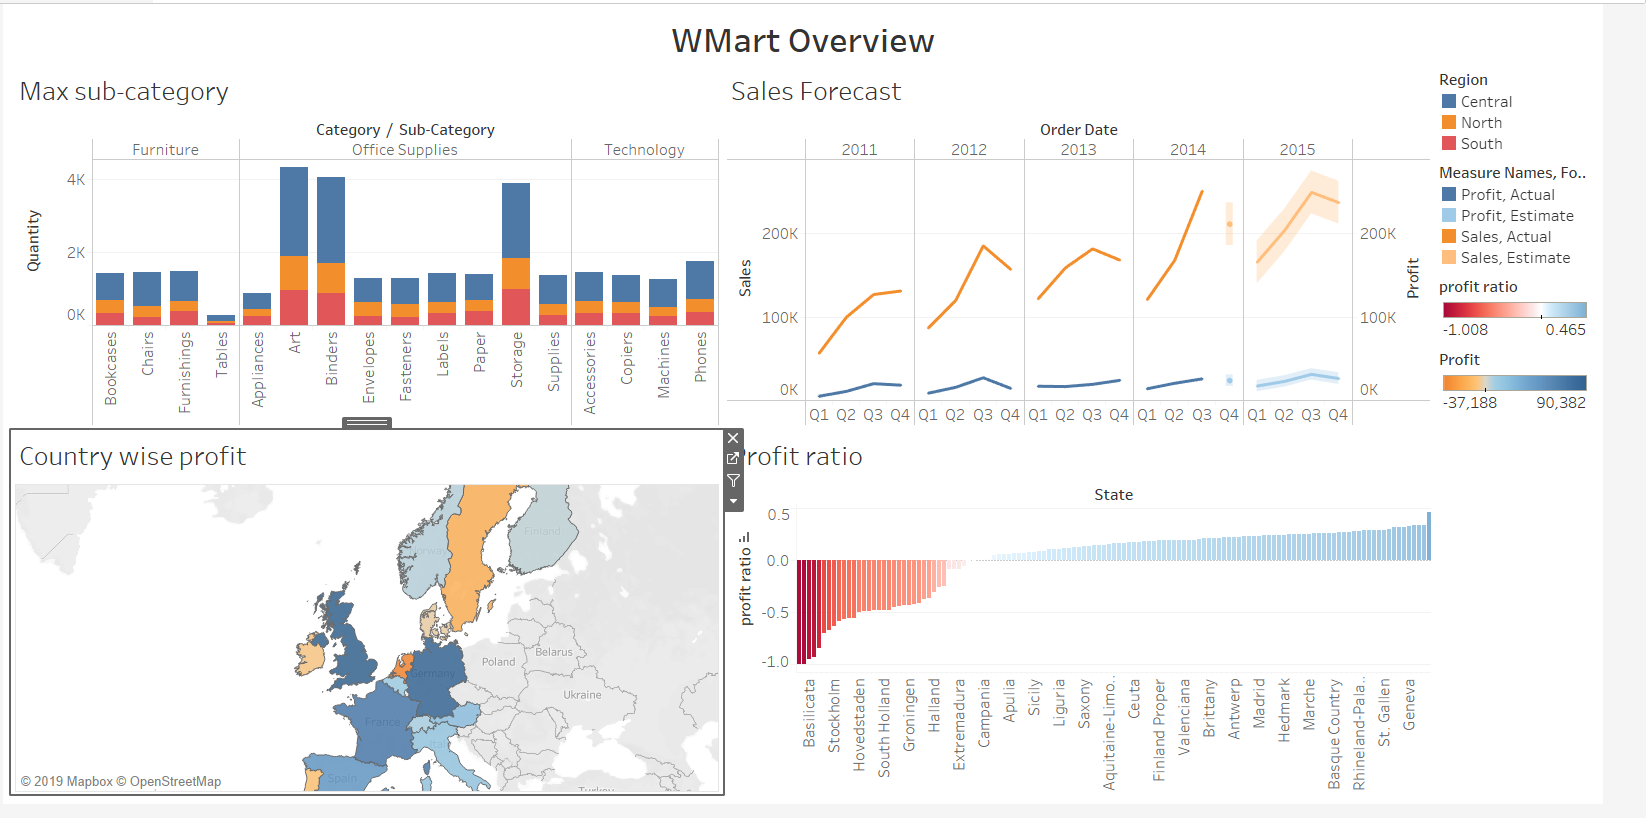 WMart Overview
Max sub-category
Category / Sub-Category
Furniture
Office Supplies
Technology
Quantity
4K
2K
0K
Bookcases
Chairs
Furnishings
Tables
Appliances
Art
Binders
Envelopes
Fasteners
Labels
Paper
Storage
Supplies
Accessories
Copiers
Machines
Phones
Sales Forecast
Order Date
2011 2012 2013 2014 2015
Sales
200K
100K
0K
Profit
200K
100K
0K
Q1 Q2 Q3 Q4 Q1 Q2 Q3 Q4 Q1 Q2 Q3 Q4 Q1 Q2 Q3 Q4 Q1 Q2 Q3 Q4
Region
Central
North
South
Measure Names, Fo..
Profit, Actual
Profit, Estimate
Sales, Actual
Sales, Estimate
profit ratio
-1.008 0.465
Profit
-37,188 90,382
Country wise profit
Finland
Poland
Belarus
Ukraine
Germany
France
Spain
Turkey
© 2019 Mapbox © OpenStreetMap
Profit ratio
State
profit ratio
0.5
0.0
-0.5
-1.0
Basilicata
Stockholm
Hovedstaden
South Holland
Groningen
Halland
Extremadura
Campania
Apulia
Sicily
Liguria
Saxony
Aquitaine-Limo..
Ceuta
Finland Proper
Valenciana
Brittany
Antwerp
Madrid
Hedmark
Marche
Basque Country
Rhineland-Pala..
St. Gallen
Geneva